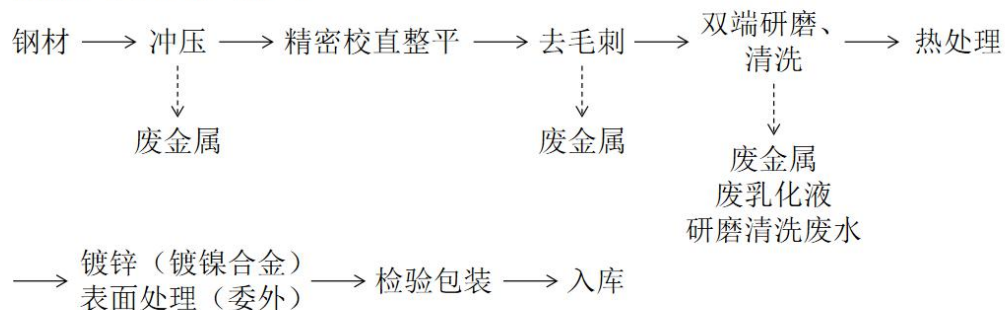 钢材 冲压 精密校直整平 去毛刺 双端研磨、清洗 热处理
废金属 废金属 废金属
废乳化液
研磨清洗废水
镀锌（镀镍合金）
表面处理（委外） 检验包装 入库